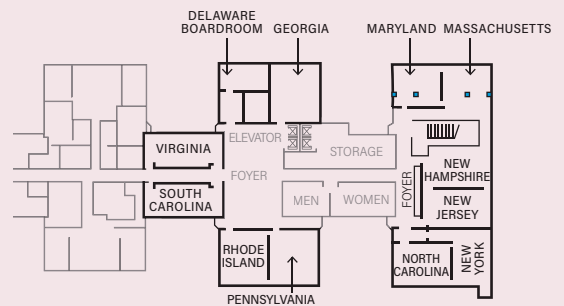 DELAWARE
BOARDROOM
GEORGIA
MARYLAND
MASSACHUSETTS
ELEVATOR
VIRGINIA
STORAGE
FOYER
NEW
HAMPSHIRE
FOYER
SOUTH
CAROLINA
MEN
WOMEN
NEW
JERSEY
RHODE
ISLAND
NORTH
CAROLINA
NEW
YORK
PENNSYLVANIA